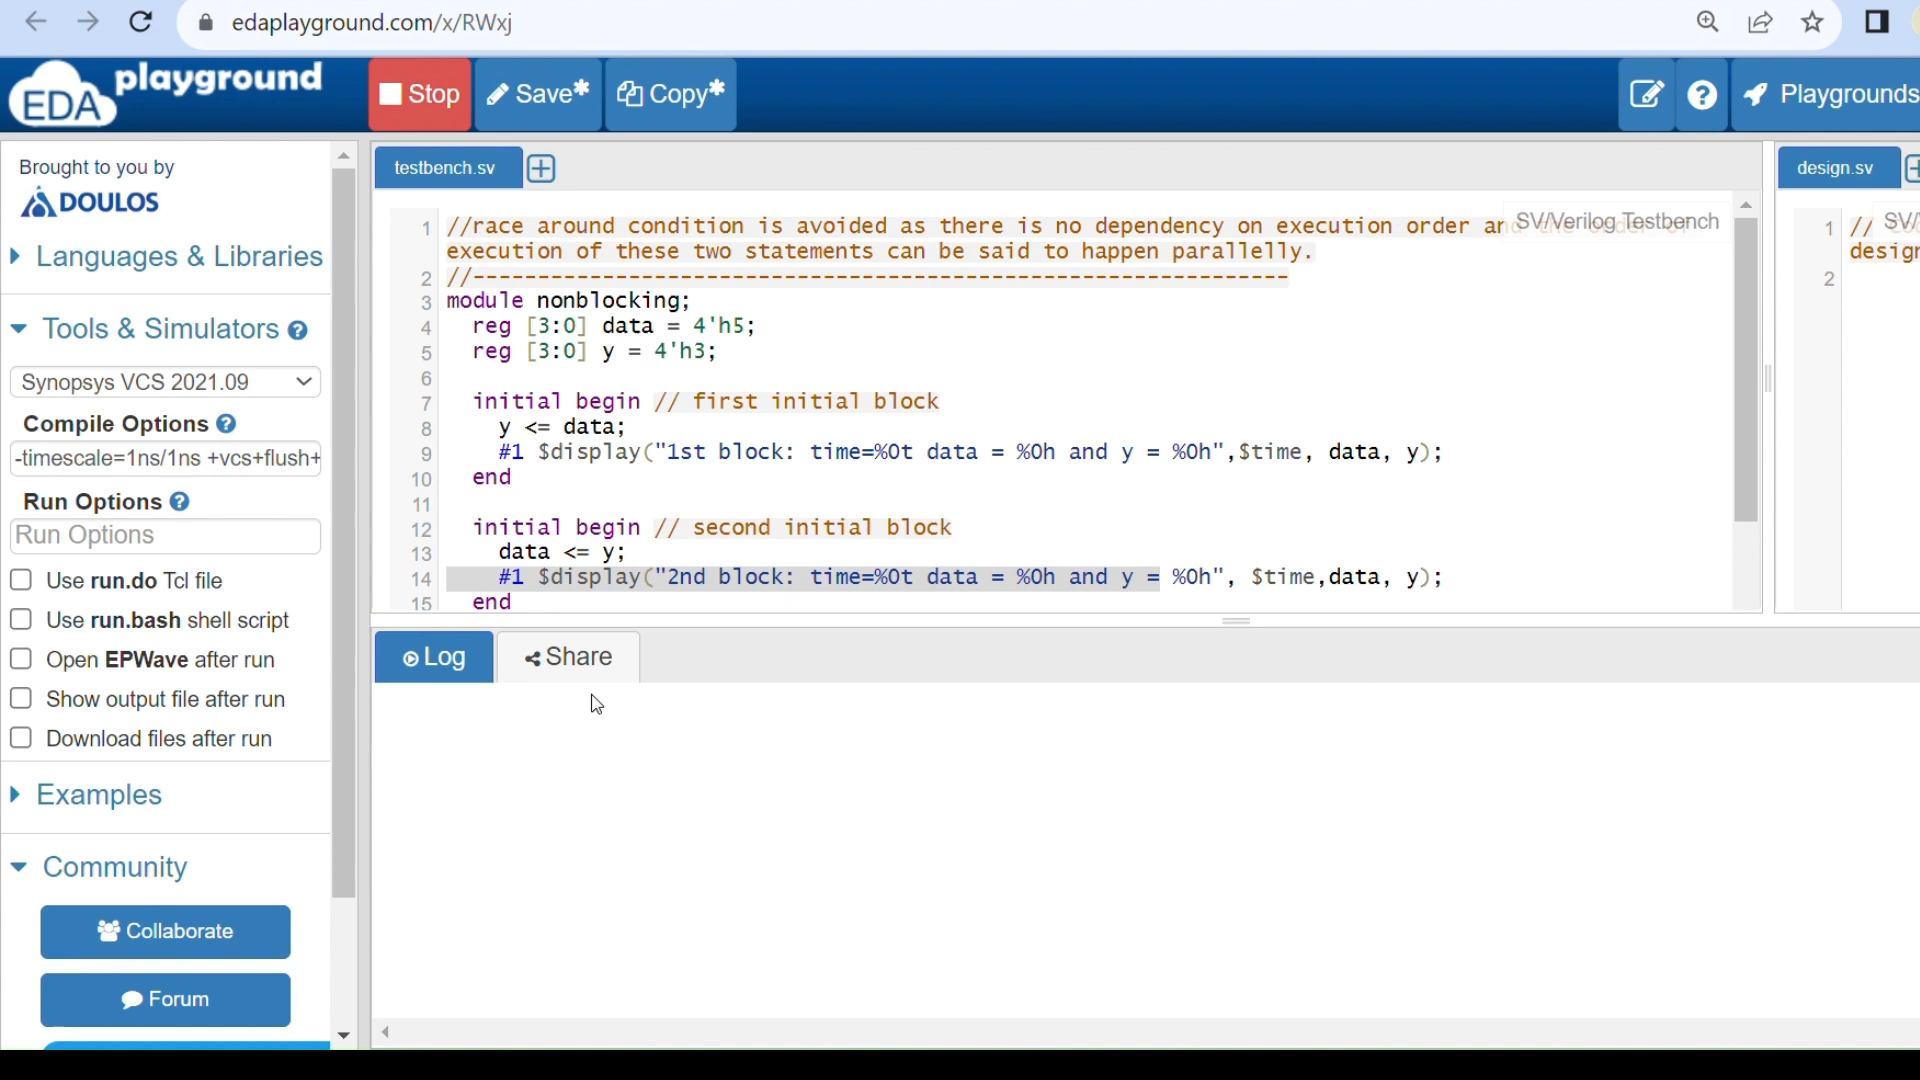 edaplayground.com/x/RWxj
EDA playground
Stop
Save*
Copy*
Playgrounds
Brought to you by
DOULOS
Languages & Libraries
Tools & Simulators
Synopsys VCS 2021.09
Compile Options
-timescale=1ns/1ns +vcs+flush+
Run Options
Run Options
Use run.do Tcl file
Use run.bash shell script
Open EPWave after run
Show output file after run
Download files after run
Examples
Community
Collaborate
Forum
testbench.sv
SV/Verilog Testbench
1 //race around condition is avoided as there is no dependency on execution order and the order of
execution of these two statements can be said to happen parallelly.
2 //---------------------------------------------------------------
3 module nonblocking;
4 reg [3:0] data = 4'h5;
5 reg [3:0] y = 4'h3;
6
7 initial begin // first initial block
8 y <= data;
9 #1 $display("1st block: time=%0t data = %0h and y = %0h",$time, data, y);
10 end
11
12 initial begin // second initial block
13 data <= y;
14 #1 $display("2nd block: time=%0t data = %0h and y = %0h", $time,data, y);
15 end
design.sv
1 //
design
2
Log
Share